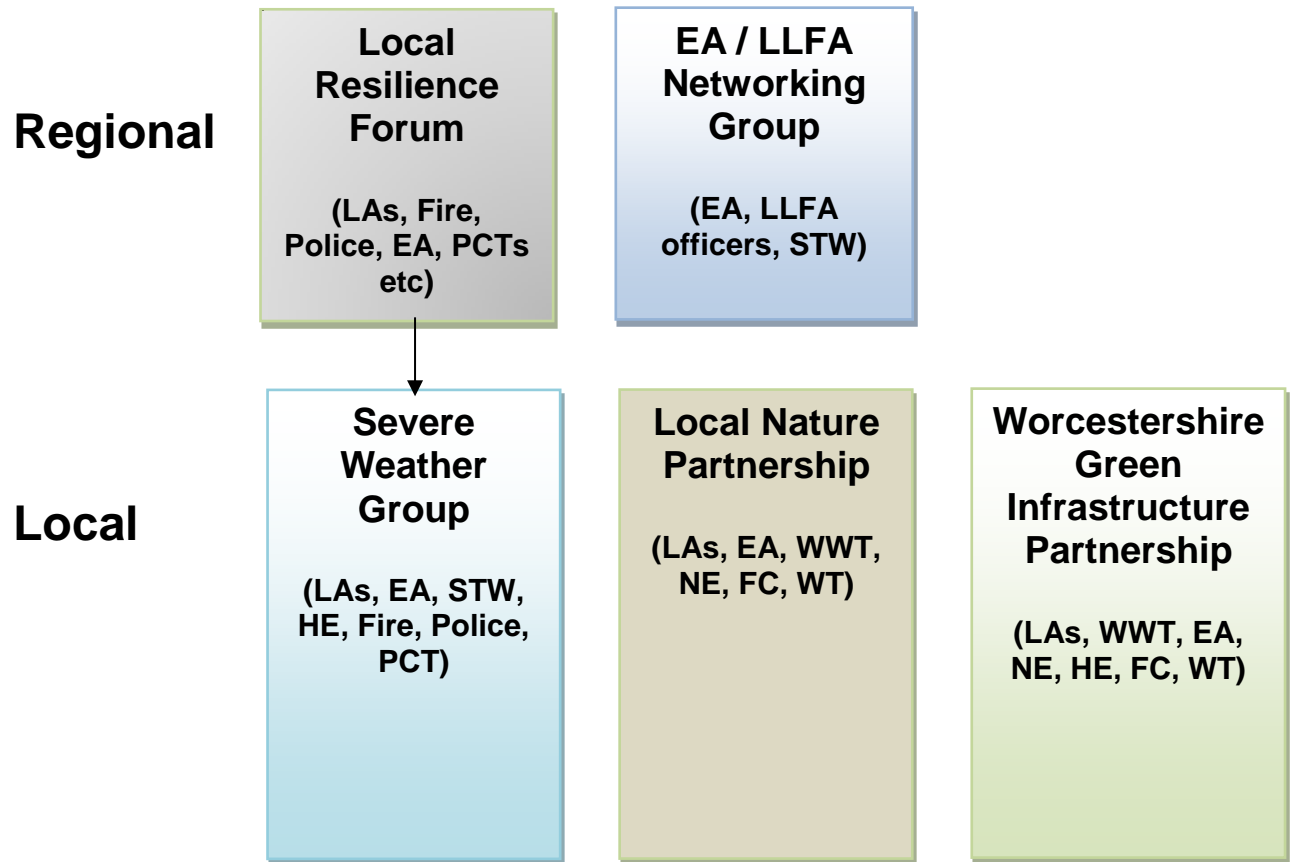 Regional
Local
Resilience
Forum
(LAs, Fire,
Police, EA, PCTs
etc)
EA / LLFA
Networking
Group
(EA, LLFA
officers, STW)
Local
Severe
Weather
Group
(LAs, EA, STW,
HE, Fire, Police,
PCT)
Local Nature
Partnership
(LAs, EA, WWT,
NE, FC, WT)
Worcestershire
Green
Infrastructure
Partnership
(LAs, WWT, EA,
NE, HE, FC, WT)